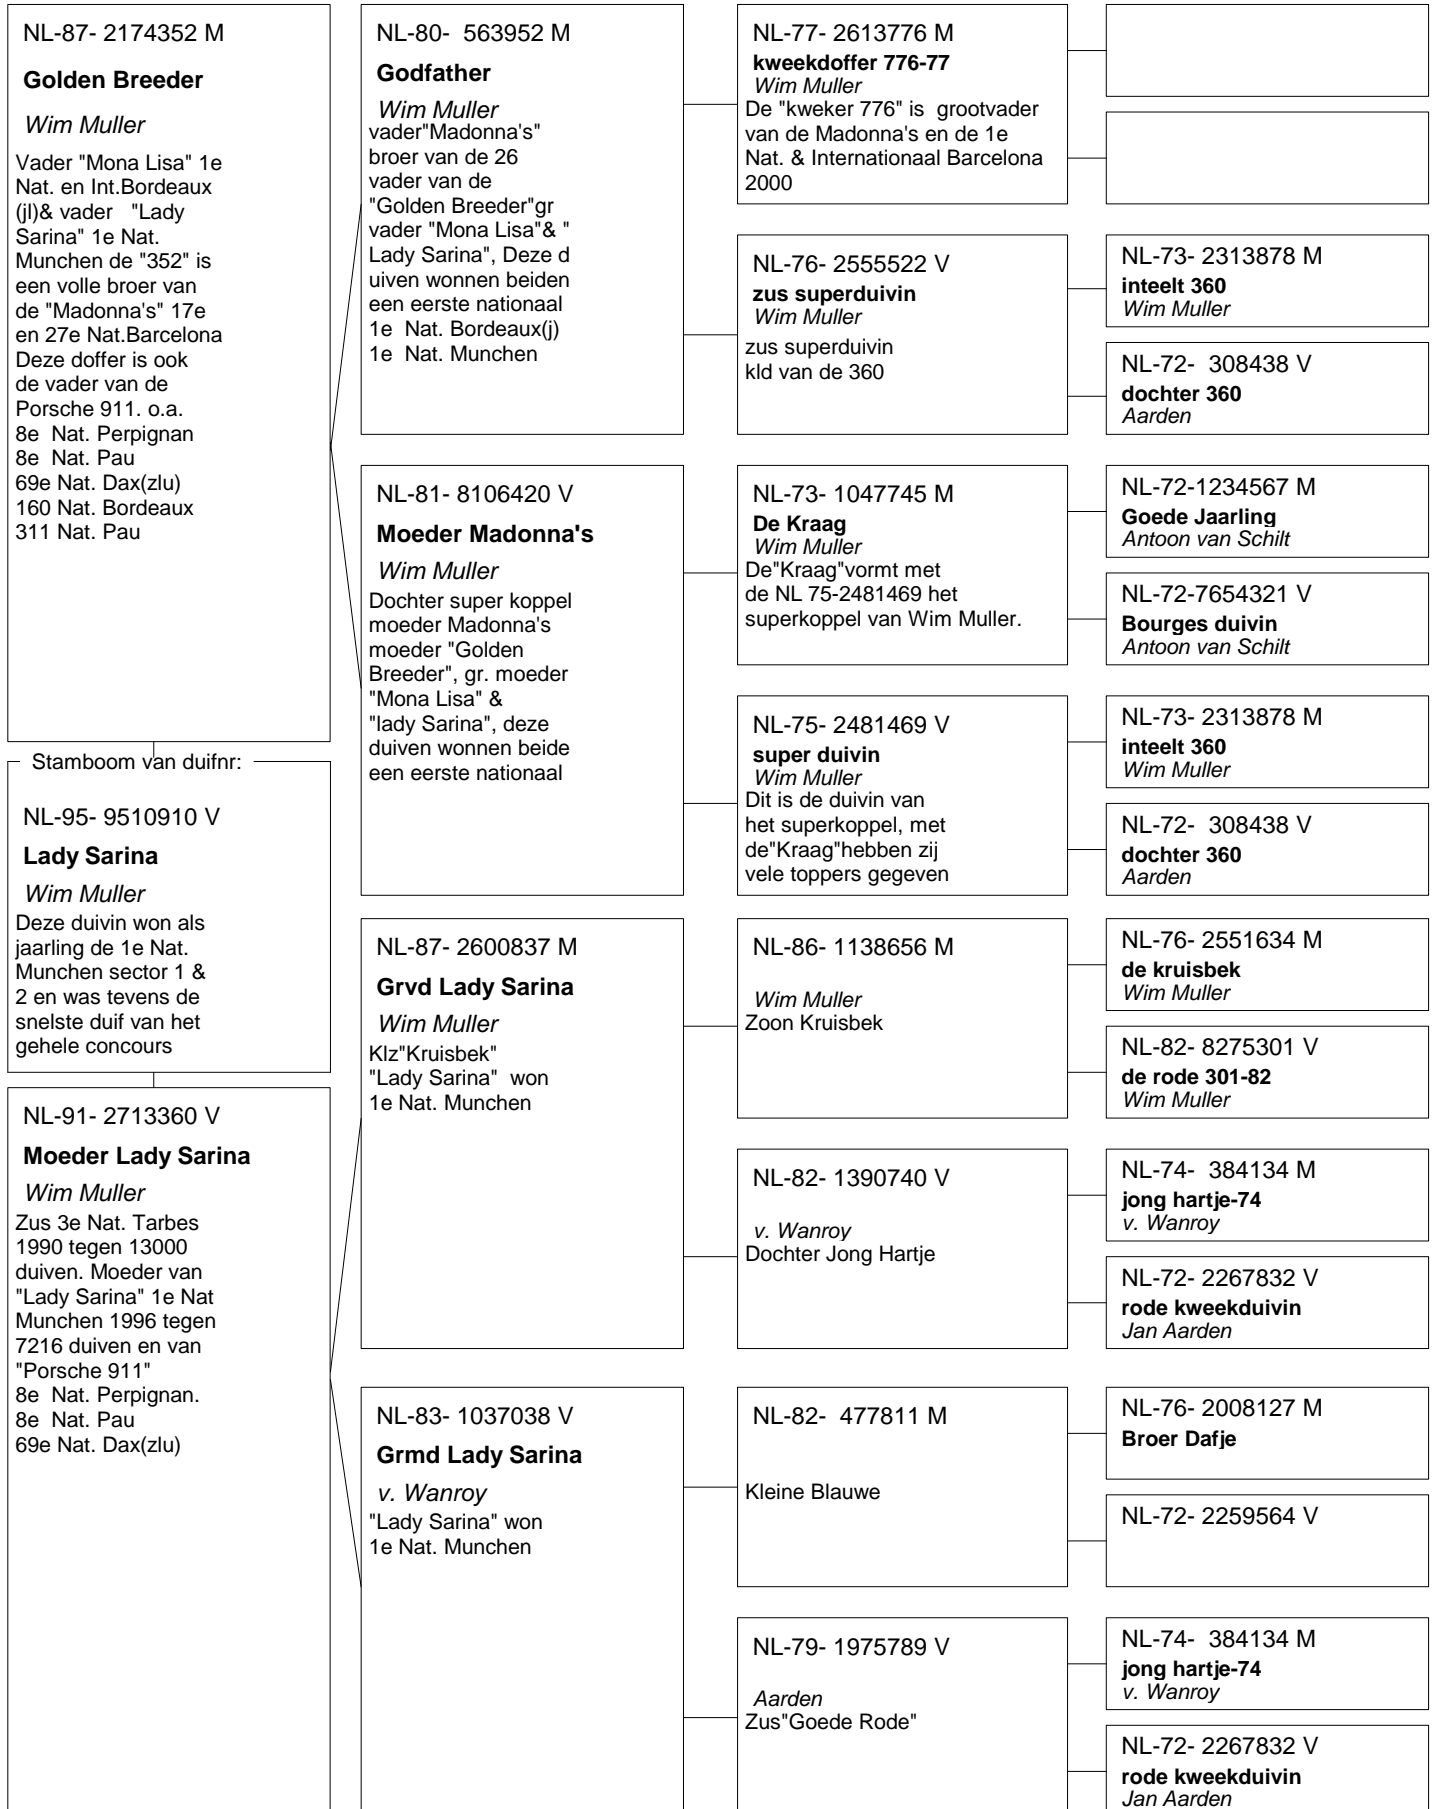 NL-87- 2174352 M
Golden Breeder
Wim Muller
Vader "Mona Lisa" 1e
Nat. en Int.Bordeaux
(jl)& vader "Lady
Sarina" 1e Nat.
Munchen de "352" is
een volle broer van
de "Madonna's" 17e
en 27e Nat.Barcelona
Deze doffer is ook
de vader van de
Porsche 911. o.a.
8e Nat. Perpignan
8e Nat. Pau
69e Nat. Dax(zlu)
160 Nat. Bordeaux
311 Nat. Pau
Stamboom van duifnr:
NL-95- 9510910 V
Lady Sarina
Wim Muller
Deze duivin won als
jaarling de 1e Nat.
Munchen sector 1 &
2 en was tevens de
snelste duif van het
gehele concours
NL-91- 2713360 V
Moeder Lady Sarina
Wim Muller
Zus 3e Nat. Tarbes
1990 tegen 13000
duiven. Moeder van
"Lady Sarina" 1e Nat
Munchen 1996 tegen
7216 duiven en van
"Porsche 911"
8e Nat. Perpignan.
8e Nat. Pau
69e Nat. Dax(zlu)
NL-80- 563952 M
Godfather
Wim Muller
vader"Madonna's"
broer van de 26
vader van de
"Golden Breeder"gr
vader "Mona Lisa"& "
Lady Sarina", Deze d
uiven wonnen beiden
een eerste nationaal
1e Nat. Bordeaux(j)
1e Nat. Munchen
NL-81- 8106420 V
Moeder Madonna's
Wim Muller
Dochter super koppel
moeder Madonna's
moeder "Golden
Breeder", gr. moeder
"Mona Lisa" &
"lady Sarina", deze
duiven wonnen beide
een eerste nationaal
NL-87- 2600837 M
Grvd Lady Sarina
Wim Muller
Klz"Kruisbek"
"Lady Sarina" won
1e Nat. Munchen
NL-83- 1037038 V
Grmd Lady Sarina
v. Wanroy
"Lady Sarina" won
1e Nat. Munchen
NL-77- 2613776 M
kweekdoffer 776-77
Wim Muller
De "kweker 776" is grootvader
van de Madonna's en de 1e
Nat. & Internationaal Barcelona
2000
NL-76- 2555522 V
zus superduivin
Wim Muller
zus superduivin
kld van de 360
NL-73- 1047745 M
De Kraag
Wim Muller
De"Kraag"vormt met
de NL 75-2481469 het
superkoppel van Wim Muller.
NL-75- 2481469 V
super duivin
Wim Muller
Dit is de duivin van
het superkoppel, met
de"Kraag"hebben zij
vele toppers gegeven
NL-86- 1138656 M
Wim Muller
Zoon Kruisbek
NL-82- 1390740 V
v. Wanroy
Dochter Jong Hartje
NL-82- 477811 M
Kleine Blauwe
NL-79- 1975789 V
Aarden
Zus"Goede Rode"
NL-73- 2313878 M
inteelt 360
Wim Muller
NL-72- 308438 V
dochter 360
Aarden
NL-72-1234567 M
Goede Jaarling
Antoon van Schilt
NL-72-7654321 V
Bourges duivin
Antoon van Schilt
NL-73- 2313878 M
inteelt 360
Wim Muller
NL-72- 308438 V
dochter 360
Aarden
NL-76- 2551634 M
de kruisbek
Wim Muller
NL-82- 8275301 V
de rode 301-82
Wim Muller
NL-74- 384134 M
jong hartje-74
v. Wanroy
NL-72- 2267832 V
rode kweekduivin
Jan Aarden
NL-76- 2008127 M
Broer Dafje
NL-72- 2259564 V
NL-74- 384134 M
jong hartje-74
v. Wanroy
NL-72- 2267832 V
rode kweekduivin
Jan Aarden